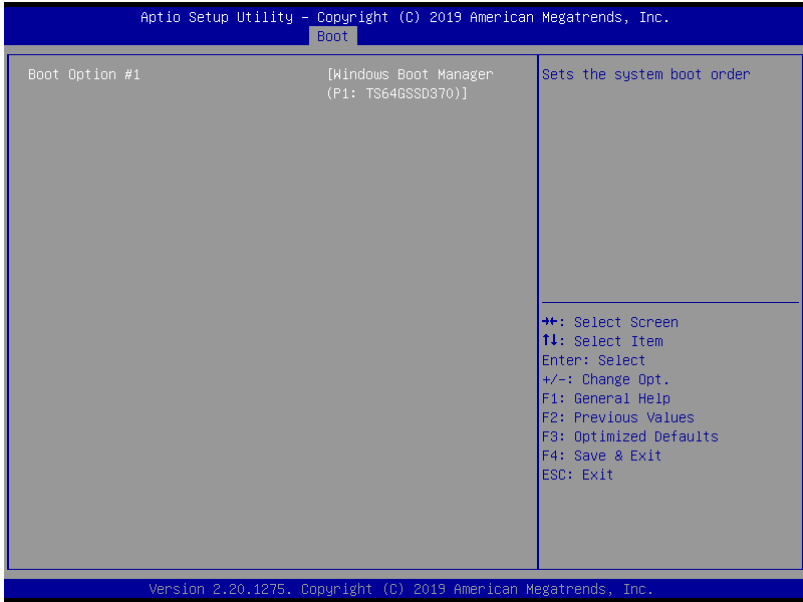 Aptio Setup Utility – Copyright (C) 2019 American Megatrends, Inc.
Boot
Boot Option #1 [Windows Boot Manager
(P1: TS64GSSD370)]
Sets the system boot order
→←: Select Screen
↑↓: Select Item
Enter: Select
+/-: Change Opt.
F1: General Help
F2: Previous Values
F3: Optimized Defaults
F4: Save & Exit
ESC: Exit
Version 2.20.1275. Copyright (C) 2019 American Megatrends, Inc.